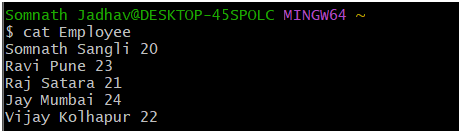 Somnath Jadhav@DESKTOP-45SPOLC MINGW64 ~
$ cat Employee
Somnath Sangli 20
Ravi Pune 23
Raj Satara 21
Jay Mumbai 24
Vijay Kolhapur 22